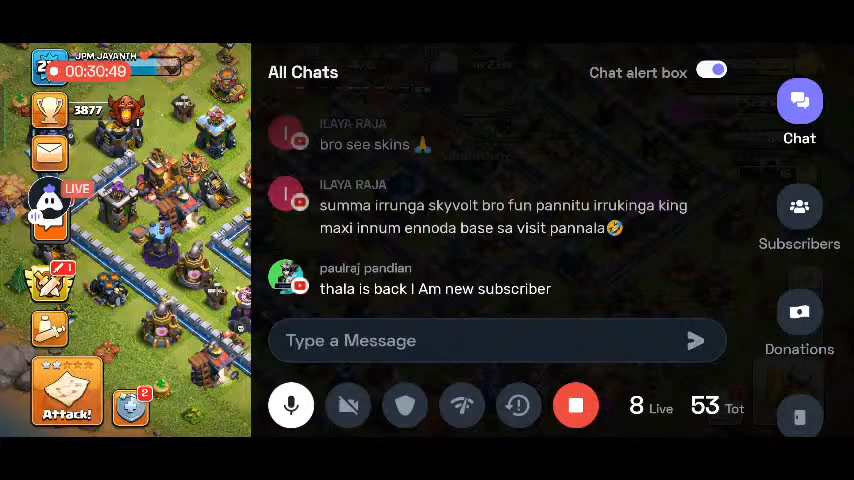 JPM JAYANTH
00:30:49
3877
LIVE
Attack!
1
2
All Chats
Chat alert box
ILAYA RAJA
bro see skins 🙏
ILAYA RAJA
summa irrunga skyvolt bro fun pannitu irrukinga king
maxi innum ennoda base sa visit pannala🤣
paulraj pandian
thala is back I Am new subscriber
Type a Message
8 Live 53 Tot
Chat
Subscribers
Donations